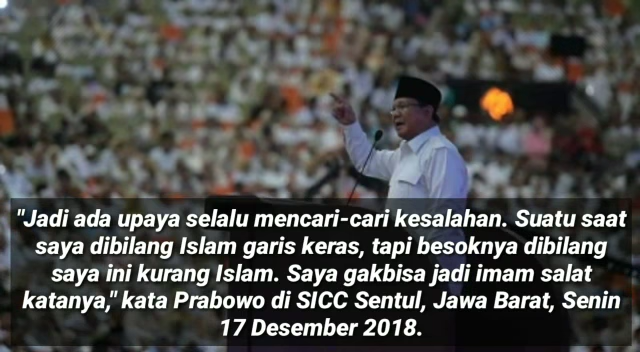 "Jadi ada upaya selalu mencari-cari kesalahan. Suatu saat
saya dibilang Islam garis keras, tapi besoknya dibilang
saya ini kurang Islam. Saya gakbisa jadi imam salat
katanya," kata Prabowo di SICC Sentul, Jawa Barat, Senin
17 Desember 2018.